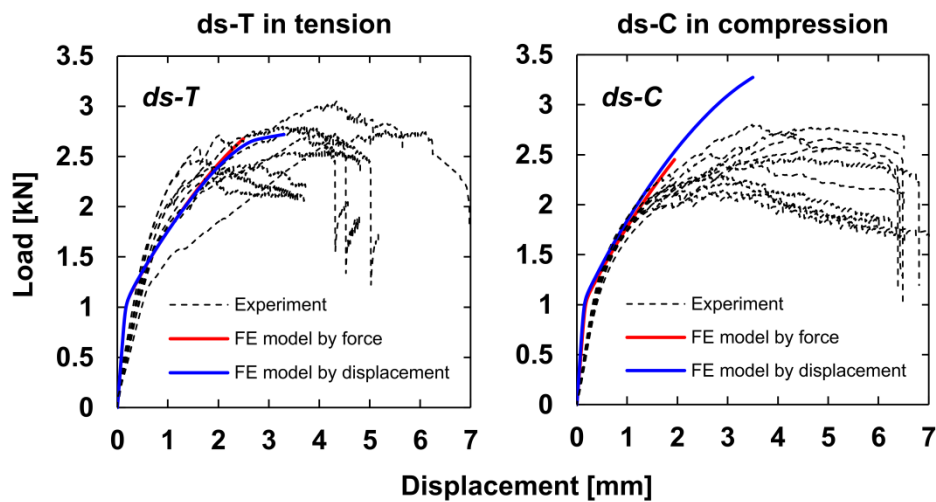 ds-T in tension
ds-C in compression
3.5
3
2.5
2
1.5
1
0.5
0
ds-T
Experiment
FE model by force
FE model by displacement
0 1 2 3 4 5 6 7
3.5
3
2.5
2
1.5
1
0.5
0
ds-C
Experiment
FE model by force
FE model by displacement
0 1 2 3 4 5 6 7
Load [kN]
Displacement [mm]